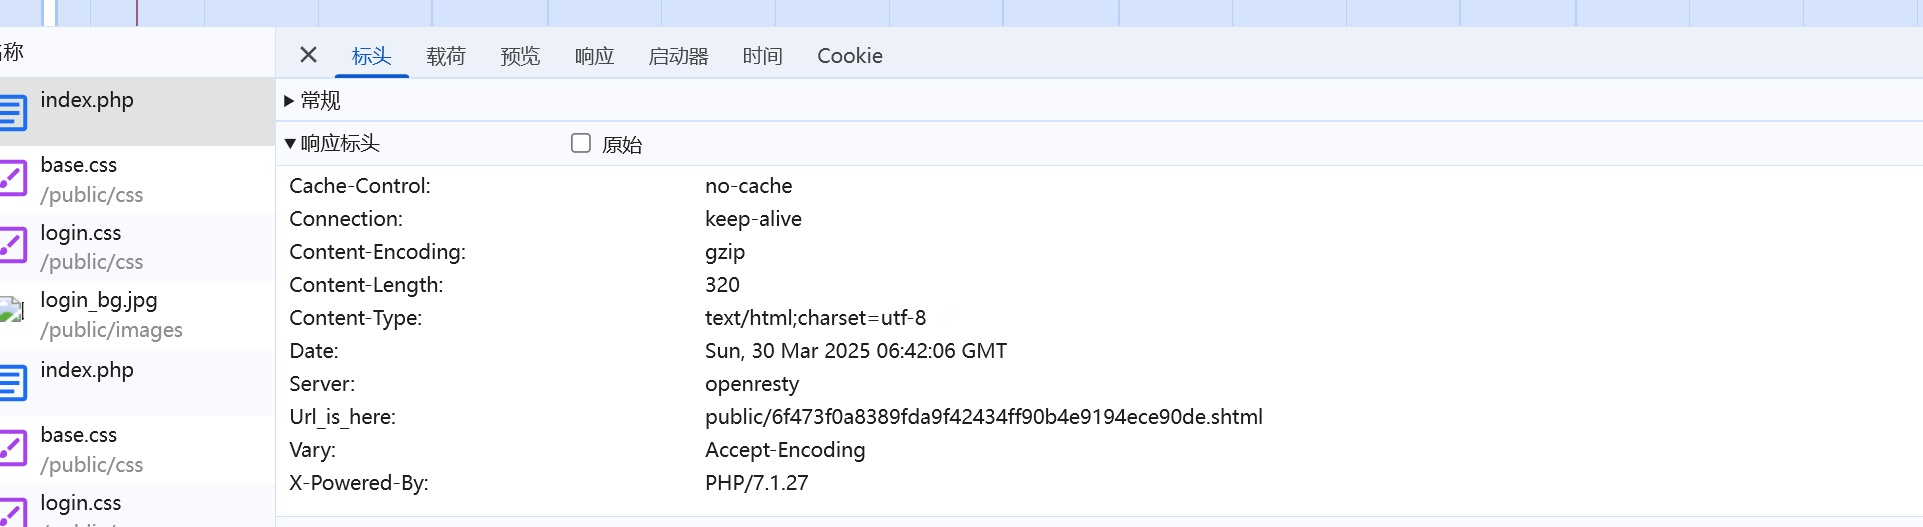 名称
index.php
base.css
/public/css
login.css
/public/css
login_bg.jpg
/public/images
index.php
base.css
/public/css
login.css
标头 载荷 预览 响应 启动器 时间 Cookie
常规
响应标头 原始
Cache-Control: no-cache
Connection: keep-alive
Content-Encoding: gzip
Content-Length: 320
Content-Type: text/html;charset=utf-8
Date: Sun, 30 Mar 2025 06:42:06 GMT
Server: openresty
Url_is_here: public/6f473f0a8389fda9f42434ff90b4e9194ece90de.shtml
Vary: Accept-Encoding
X-Powered-By: PHP/7.1.27